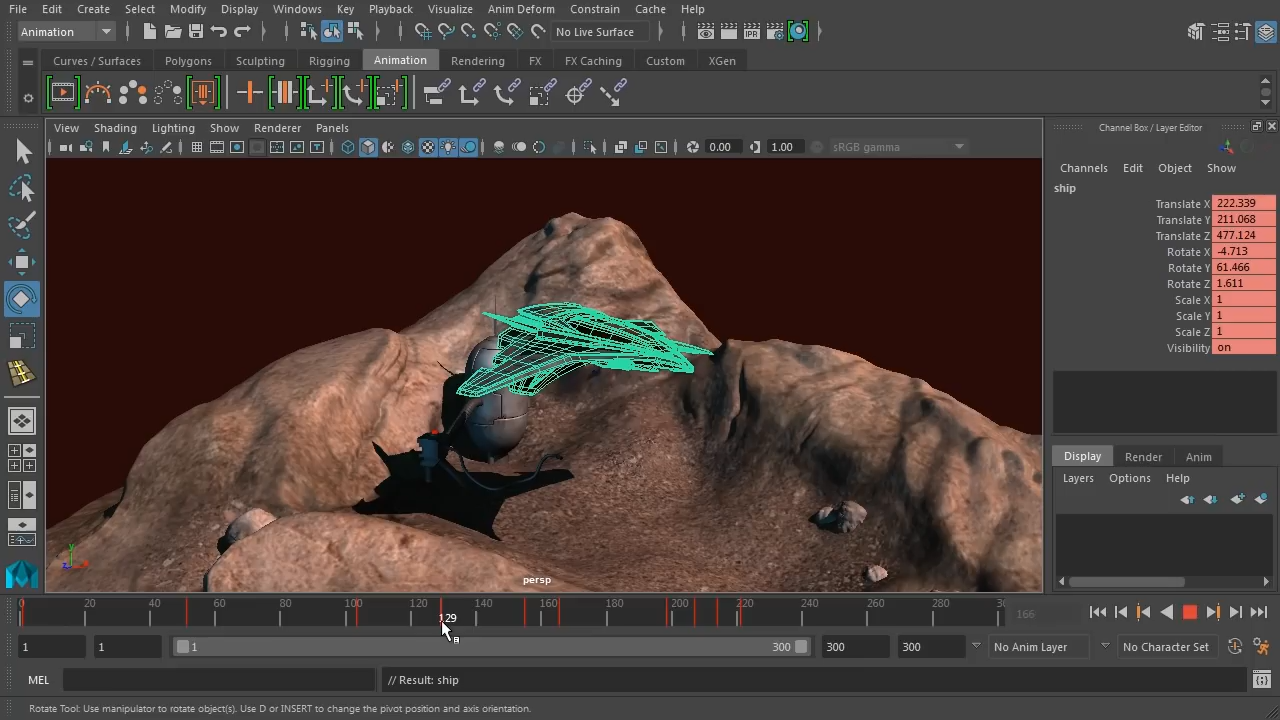 File Edit Create Select Modify Display Windows Key Playback Visualize Anim Deform Constrain Cache Help
Animation No Live Surface IPR
Curves / Surfaces Polygons Sculpting Rigging Animation Rendering FX FX Caching Custom XGen
View Shading Lighting Show Renderer Panels
0.00 1.00 sRGB gamma
Channel Box / Layer Editor
Channels Edit Object Show
ship
Translate X 222.339
Translate Y 211.068
Translate Z 477.124
Rotate X -4.713
Rotate Y 61.466
Rotate Z 1.611
Scale X 1
Scale Y 1
Scale Z 1
Visibility on
Display Render Anim
Layers Options Help
y
z
persp
20 40 60 80 100 120 140 160 180 200 220 240 260 280
129
166
1 1 1 300 300 300 No Anim Layer No Character Set
MEL // Result: ship
Rotate Tool: Use manipulator to rotate object(s). Use D or INSERT to change the pivot position and axis orientation.